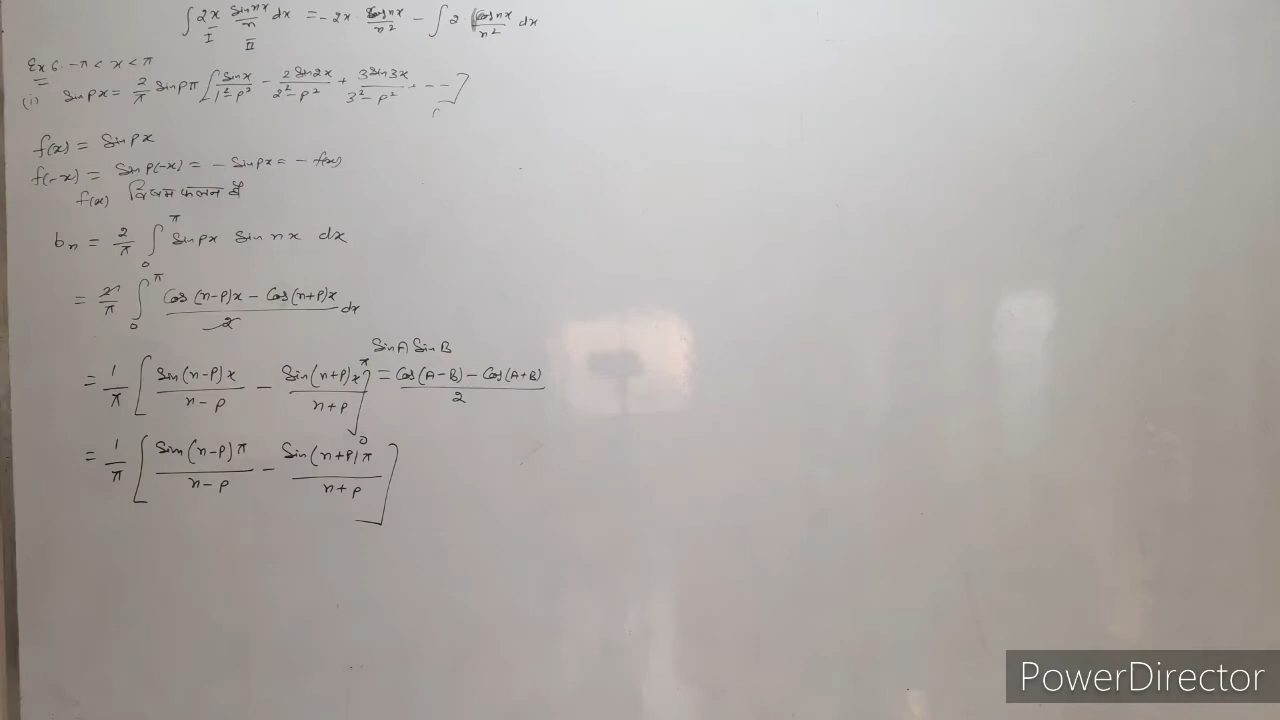 ∫ 2x sin nx/n dx = - 2x · cos nx/n² - ∫ 2 · cos nx/n² dx
I II
Ex 6. -π < x < π
(i) sin px = 2/π sin pπ [ sin x/1²-p² - 2 sin 2x/2²-p² + 3 sin 3x/3²-p² - - - ]
f(x) = sin px
f(-x) = sin p(-x) = - sin px = - f(x)
f(x) विषम फलन है
bn = 2/π ∫₀^π sin px sin nx dx
= 2/π ∫₀^π Cos (n-p)x - Cos (n+p)x / 2 dx
Sin A Sin B
= 1/π [ Sin (n-p)x / n-p - Sin (n+p)x / n+p ]₀^π = Cos (A-B) - Cos (A+B) / 2
= 1/π [ Sin (n-p)π / n-p - Sin (n+p)π / n+p ]
PowerDirector